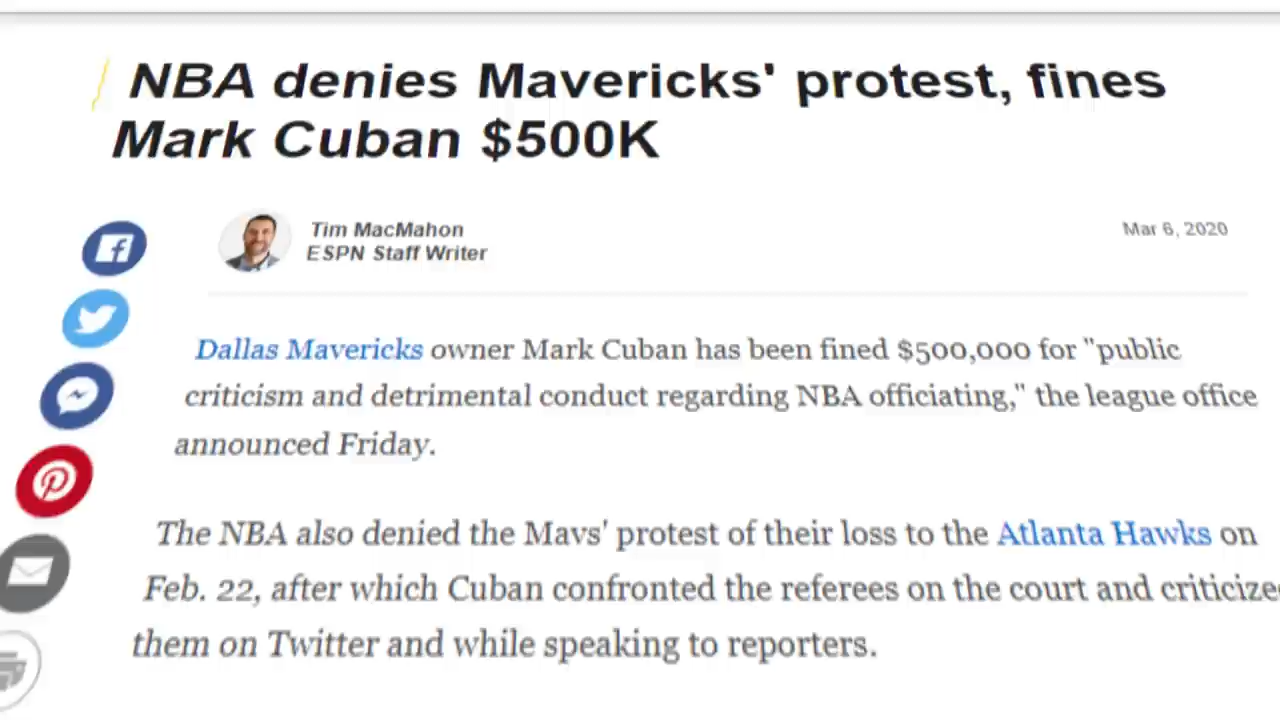 NBA denies Mavericks' protest, fines
Mark Cuban $500K
Tim MacMahon
ESPN Staff Writer
Mar 6, 2020
Dallas Mavericks owner Mark Cuban has been fined $500,000 for "public
criticism and detrimental conduct regarding NBA officiating," the league office
announced Friday.
The NBA also denied the Mavs' protest of their loss to the Atlanta Hawks on
Feb. 22, after which Cuban confronted the referees on the court and criticize
them on Twitter and while speaking to reporters.